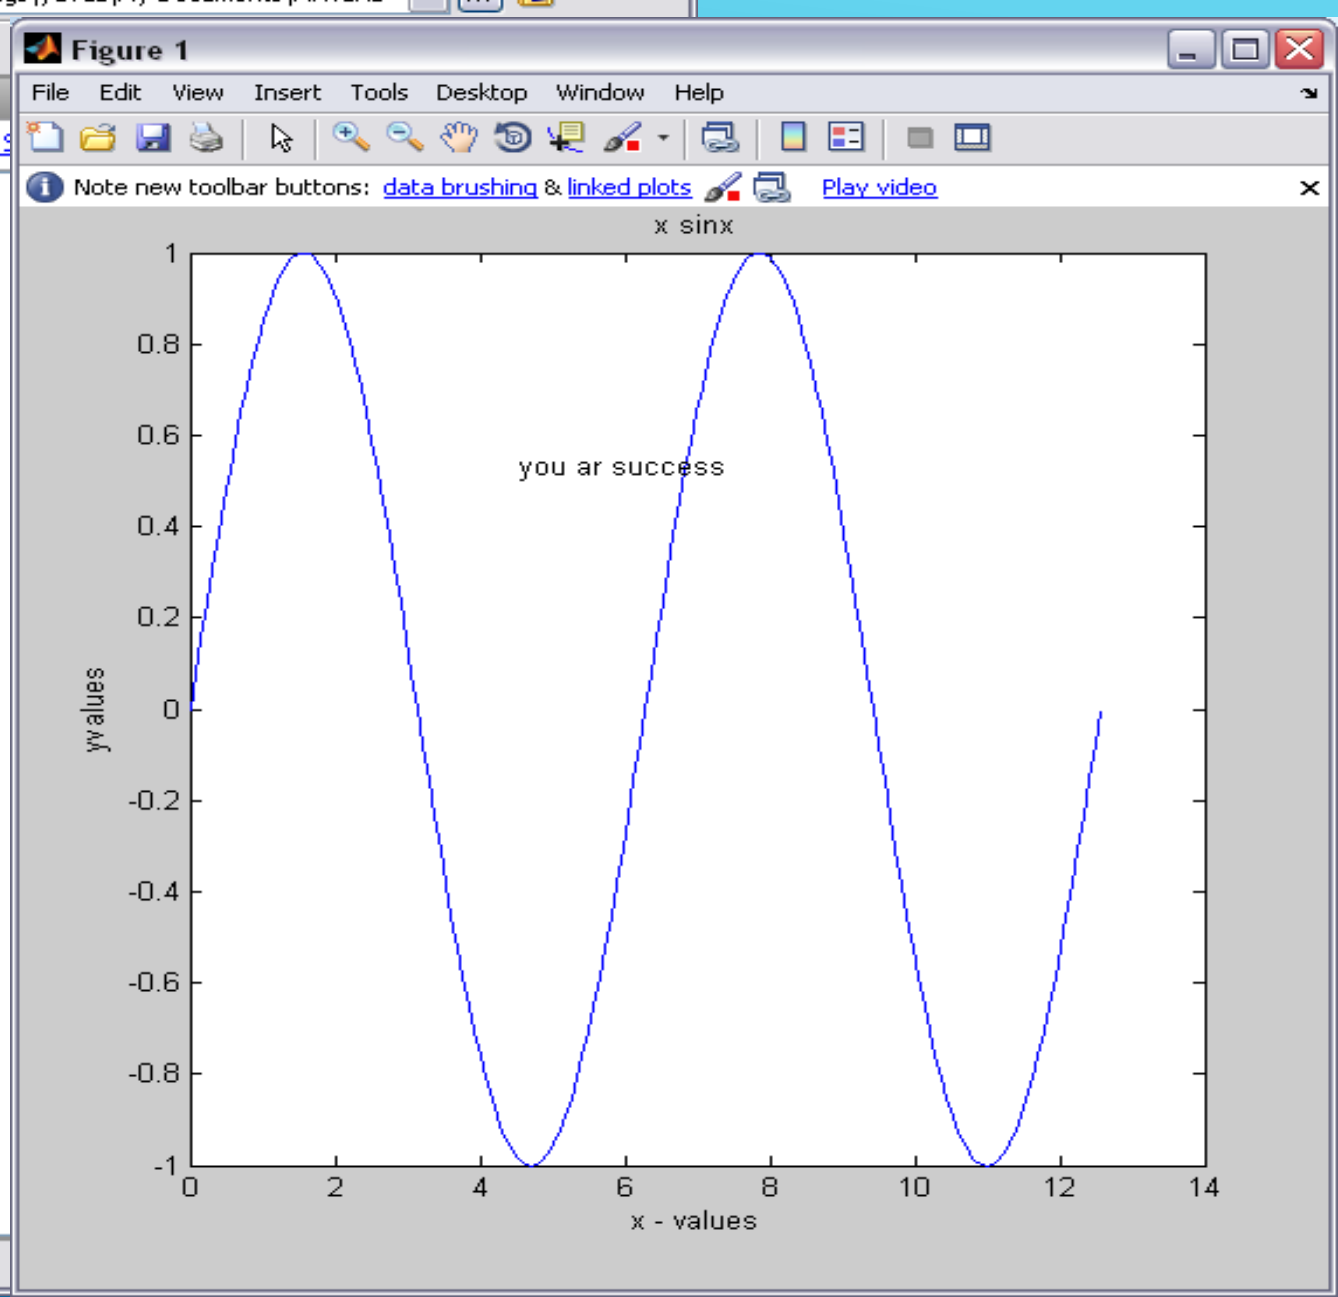 Figure 1
File Edit View Insert Tools Desktop Window Help
Note new toolbar buttons: data brushing & linked plots Play video
x sinx
1
0.8
0.6
you ar success
0.4
0.2
0
yvalues
-0.2
-0.4
-0.6
-0.8
-1
0 2 4 6 8 10 12 14
x - values